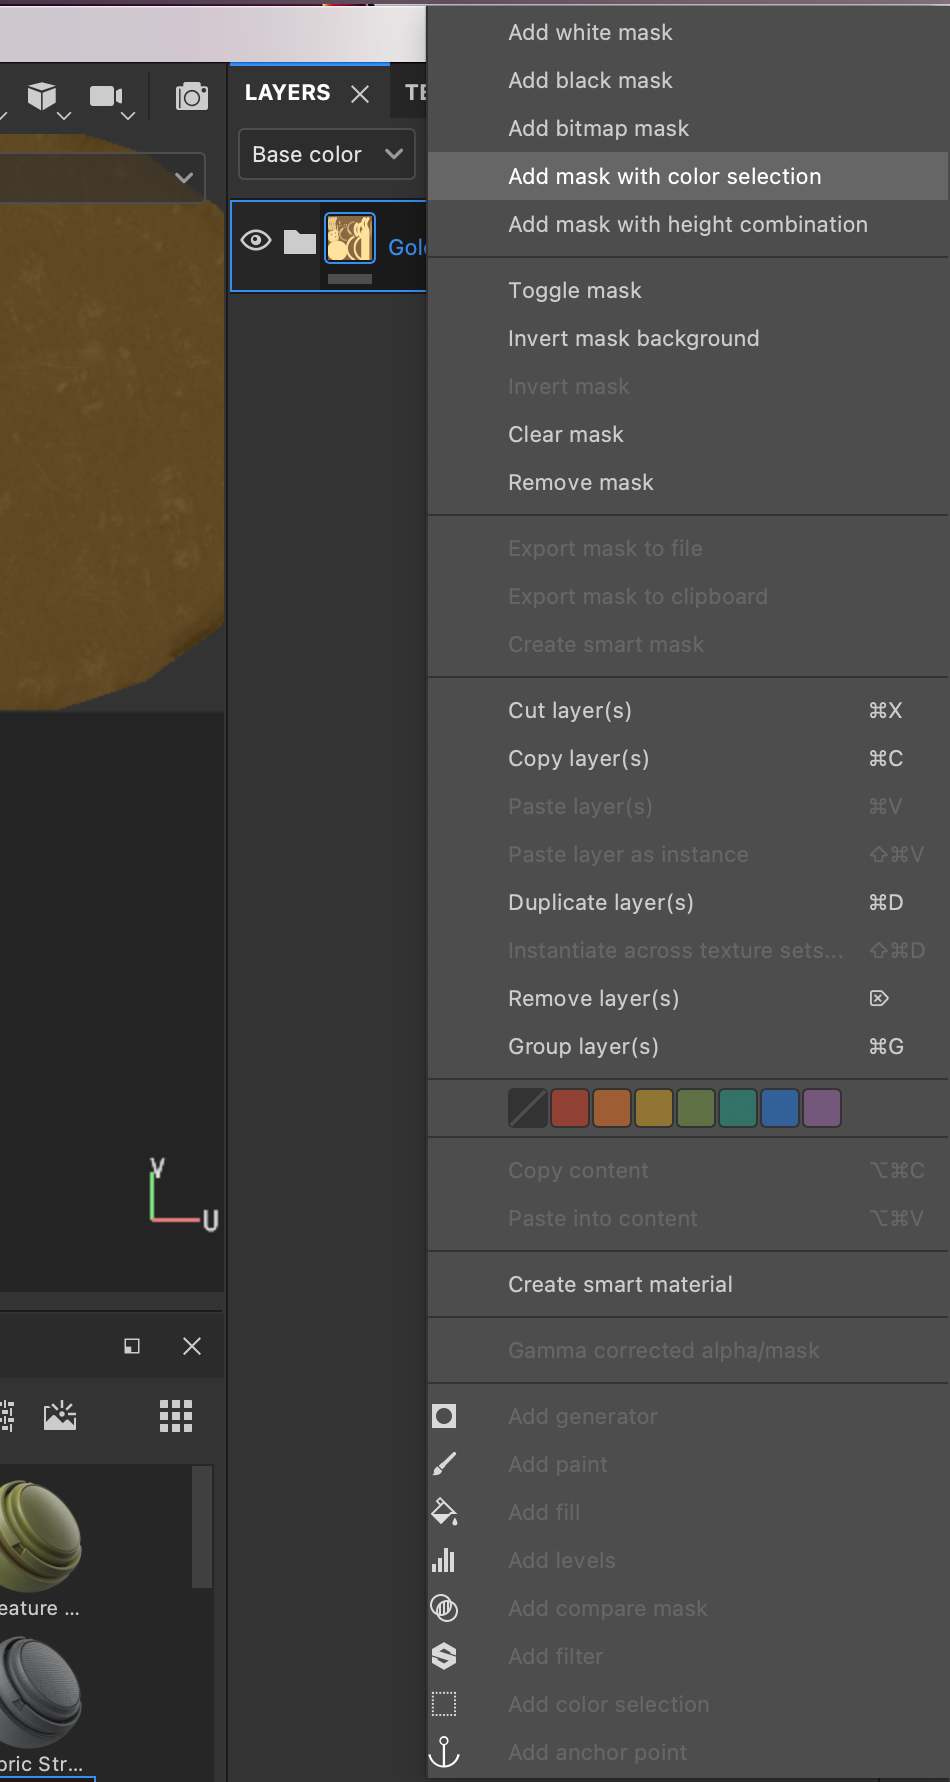 LAYERS
Base color
Add white mask
Add black mask
Add bitmap mask
Add mask with color selection
Add mask with height combination
Toggle mask
Invert mask background
Invert mask
Clear mask
Remove mask
Export mask to file
Export mask to clipboard
Create smart mask
Cut layer(s) ⌘X
Copy layer(s) ⌘C
Paste layer(s) ⌘V
Paste layer as instance ⇧⌘V
Duplicate layer(s) ⌘D
Instantiate across texture sets... ⇧⌘D
Remove layer(s) ⌦
Group layer(s) ⌘G
Copy content ⌥⌘C
Paste into content ⌥⌘V
Create smart material
Gamma corrected alpha/mask
Add generator
Add paint
Add fill
Add levels
Add compare mask
Add filter
Add color selection
Add anchor point
V
U
eature ...
Str...